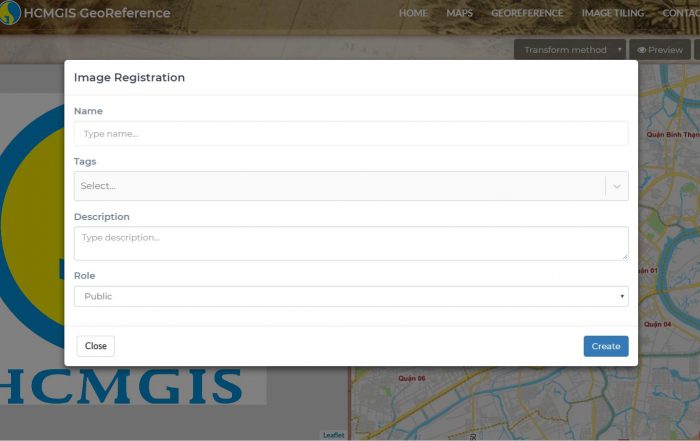 HCMGIS GeoReference
HOME MAPS GEOREFERENCE IMAGE TILING CONTAC
Transform method
Preview
Image Registration
Name
Type name...
Tags
Select...
Description
Type description...
Role
Public
Close
Create
Quận Bình Thạn
01
Quận 04
Quận 06
50
HCMGIS
Leaflet